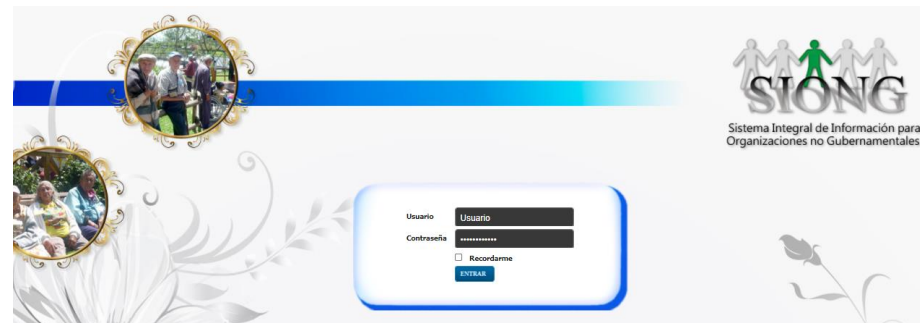 SIONG
Sistema Integral de Información para
Organizaciones no Gubernamentales
Usuario Usuario
Contraseña ••••••••••••
Recordarme
ENTRAR